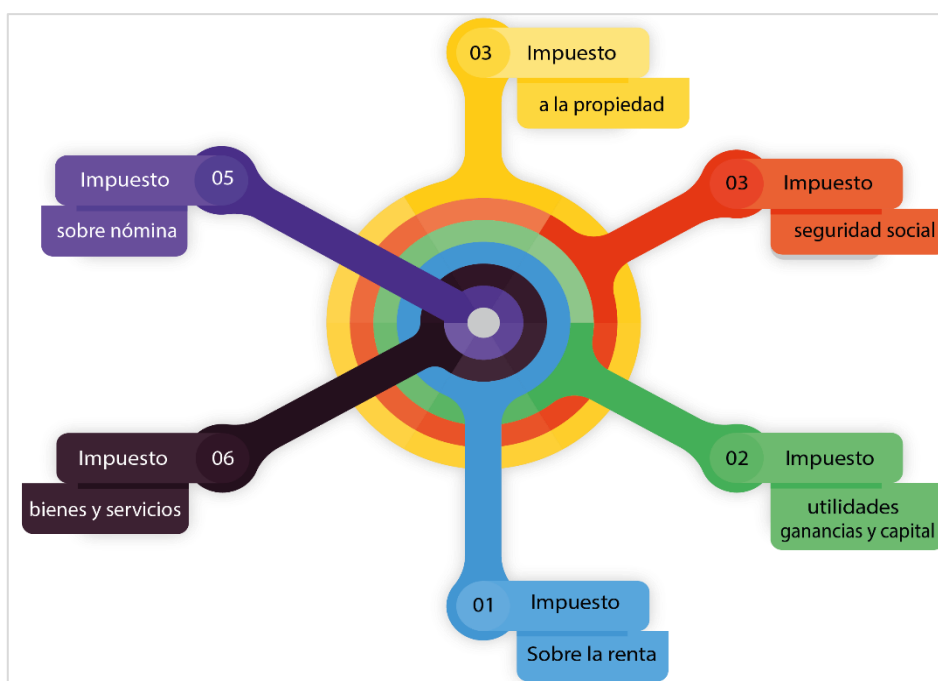 03 Impuesto
a la propiedad
Impuesto 05
sobre nómina
03 Impuesto
seguridad social
Impuesto 06
bienes y servicios
02 Impuesto
utilidades
ganancias y capital
01 Impuesto
Sobre la renta